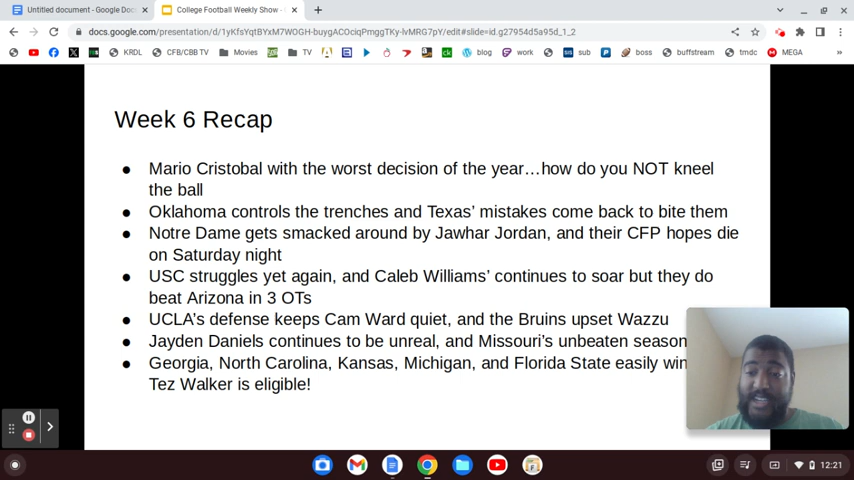 Untitled document - Google Docs
College Football Weekly Show -
docs.google.com/presentation/d/1yKfsYqtBYxM7WOGH-buygACOciqPmggTKy-lvMRG7pY/edit#slide=id.g27954d5a95d_1_2
KRDL
CFB/CBB TV
Movies
TV
blog
work
sub
boss
buffstream
tmdc
MEGA
Week 6 Recap
● Mario Cristobal with the worst decision of the year…how do you NOT kneel
the ball
● Oklahoma controls the trenches and Texas’ mistakes come back to bite them
● Notre Dame gets smacked around by Jawhar Jordan, and their CFP hopes die
on Saturday night
● USC struggles yet again, and Caleb Williams’ continues to soar but they do
beat Arizona in 3 OTs
● UCLA’s defense keeps Cam Ward quiet, and the Bruins upset Wazzu
● Jayden Daniels continues to be unreal, and Missouri’s unbeaten season
● Georgia, North Carolina, Kansas, Michigan, and Florida State easily win
Tez Walker is eligible!
12:21